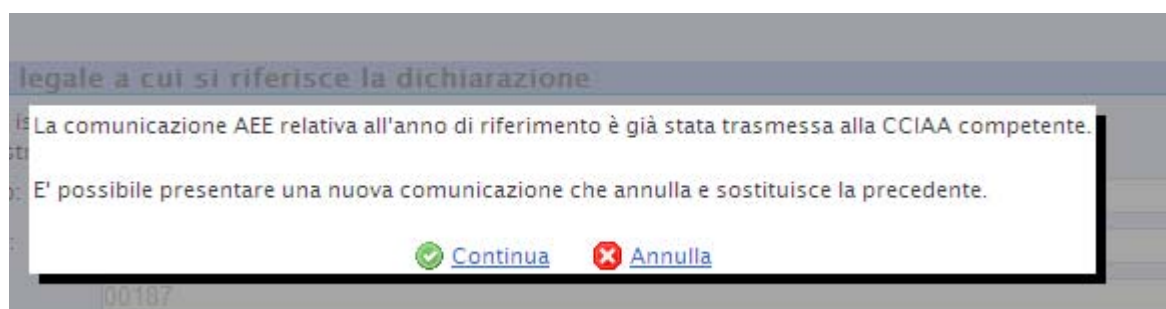 legale a cui si riferisce la dichiarazione
La comunicazione AEE relativa all'anno di riferimento è già stata trasmessa alla CCIAA competente.
E' possibile presentare una nuova comunicazione che annulla e sostituisce la precedente.
Continua Annulla
00187